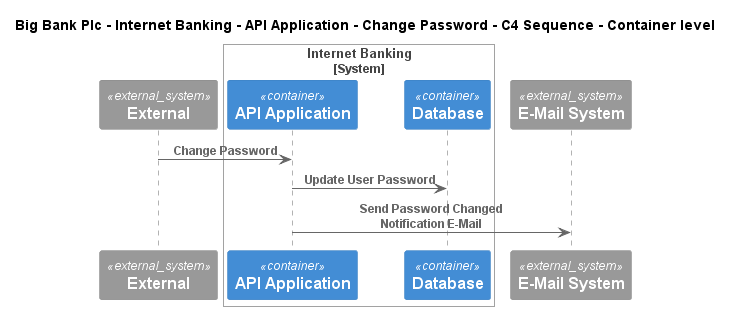 Big Bank Plc - Internet Banking - API Application - Change Password - C4 Sequence - Container level
Internet Banking
[System]
«external_system»
External
«container»
API Application
«container»
Database
«external_system»
E-Mail System
Change Password
Update User Password
Send Password Changed
Notification E-Mail
«external_system»
External
«container»
API Application
«container»
Database
«external_system»
E-Mail System